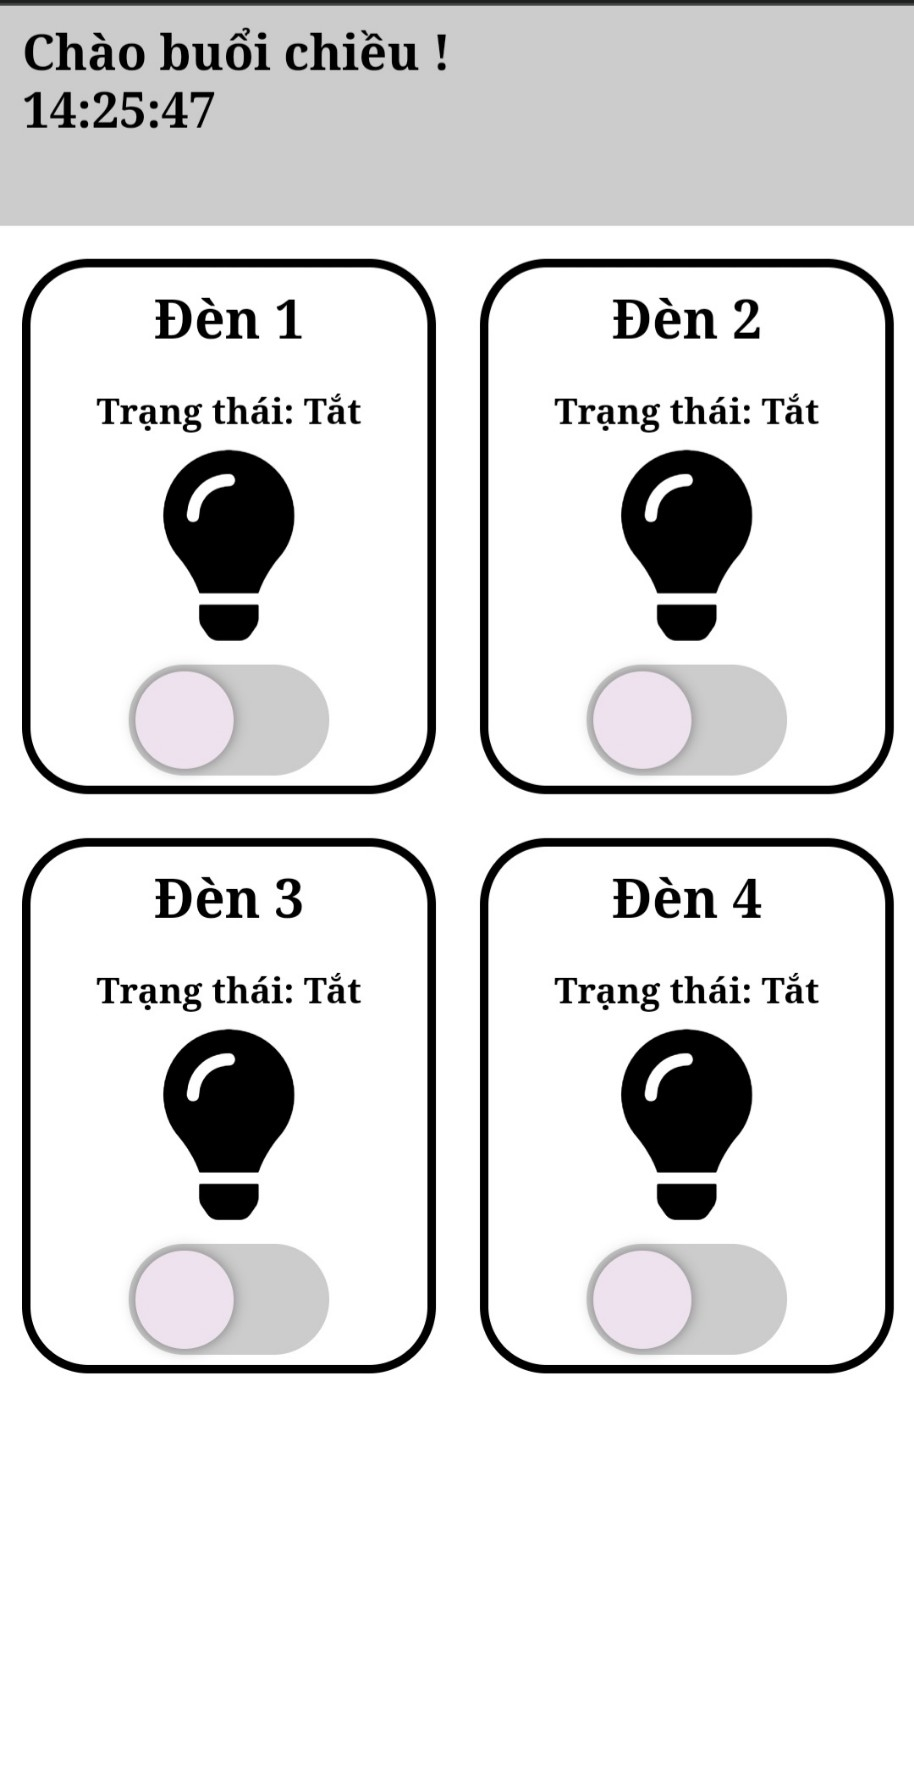 Chào buổi chiều !
14:25:47
Đèn 1
Trạng thái: Tắt
Đèn 2
Trạng thái: Tắt
Đèn 3
Trạng thái: Tắt
Đèn 4
Trạng thái: Tắt